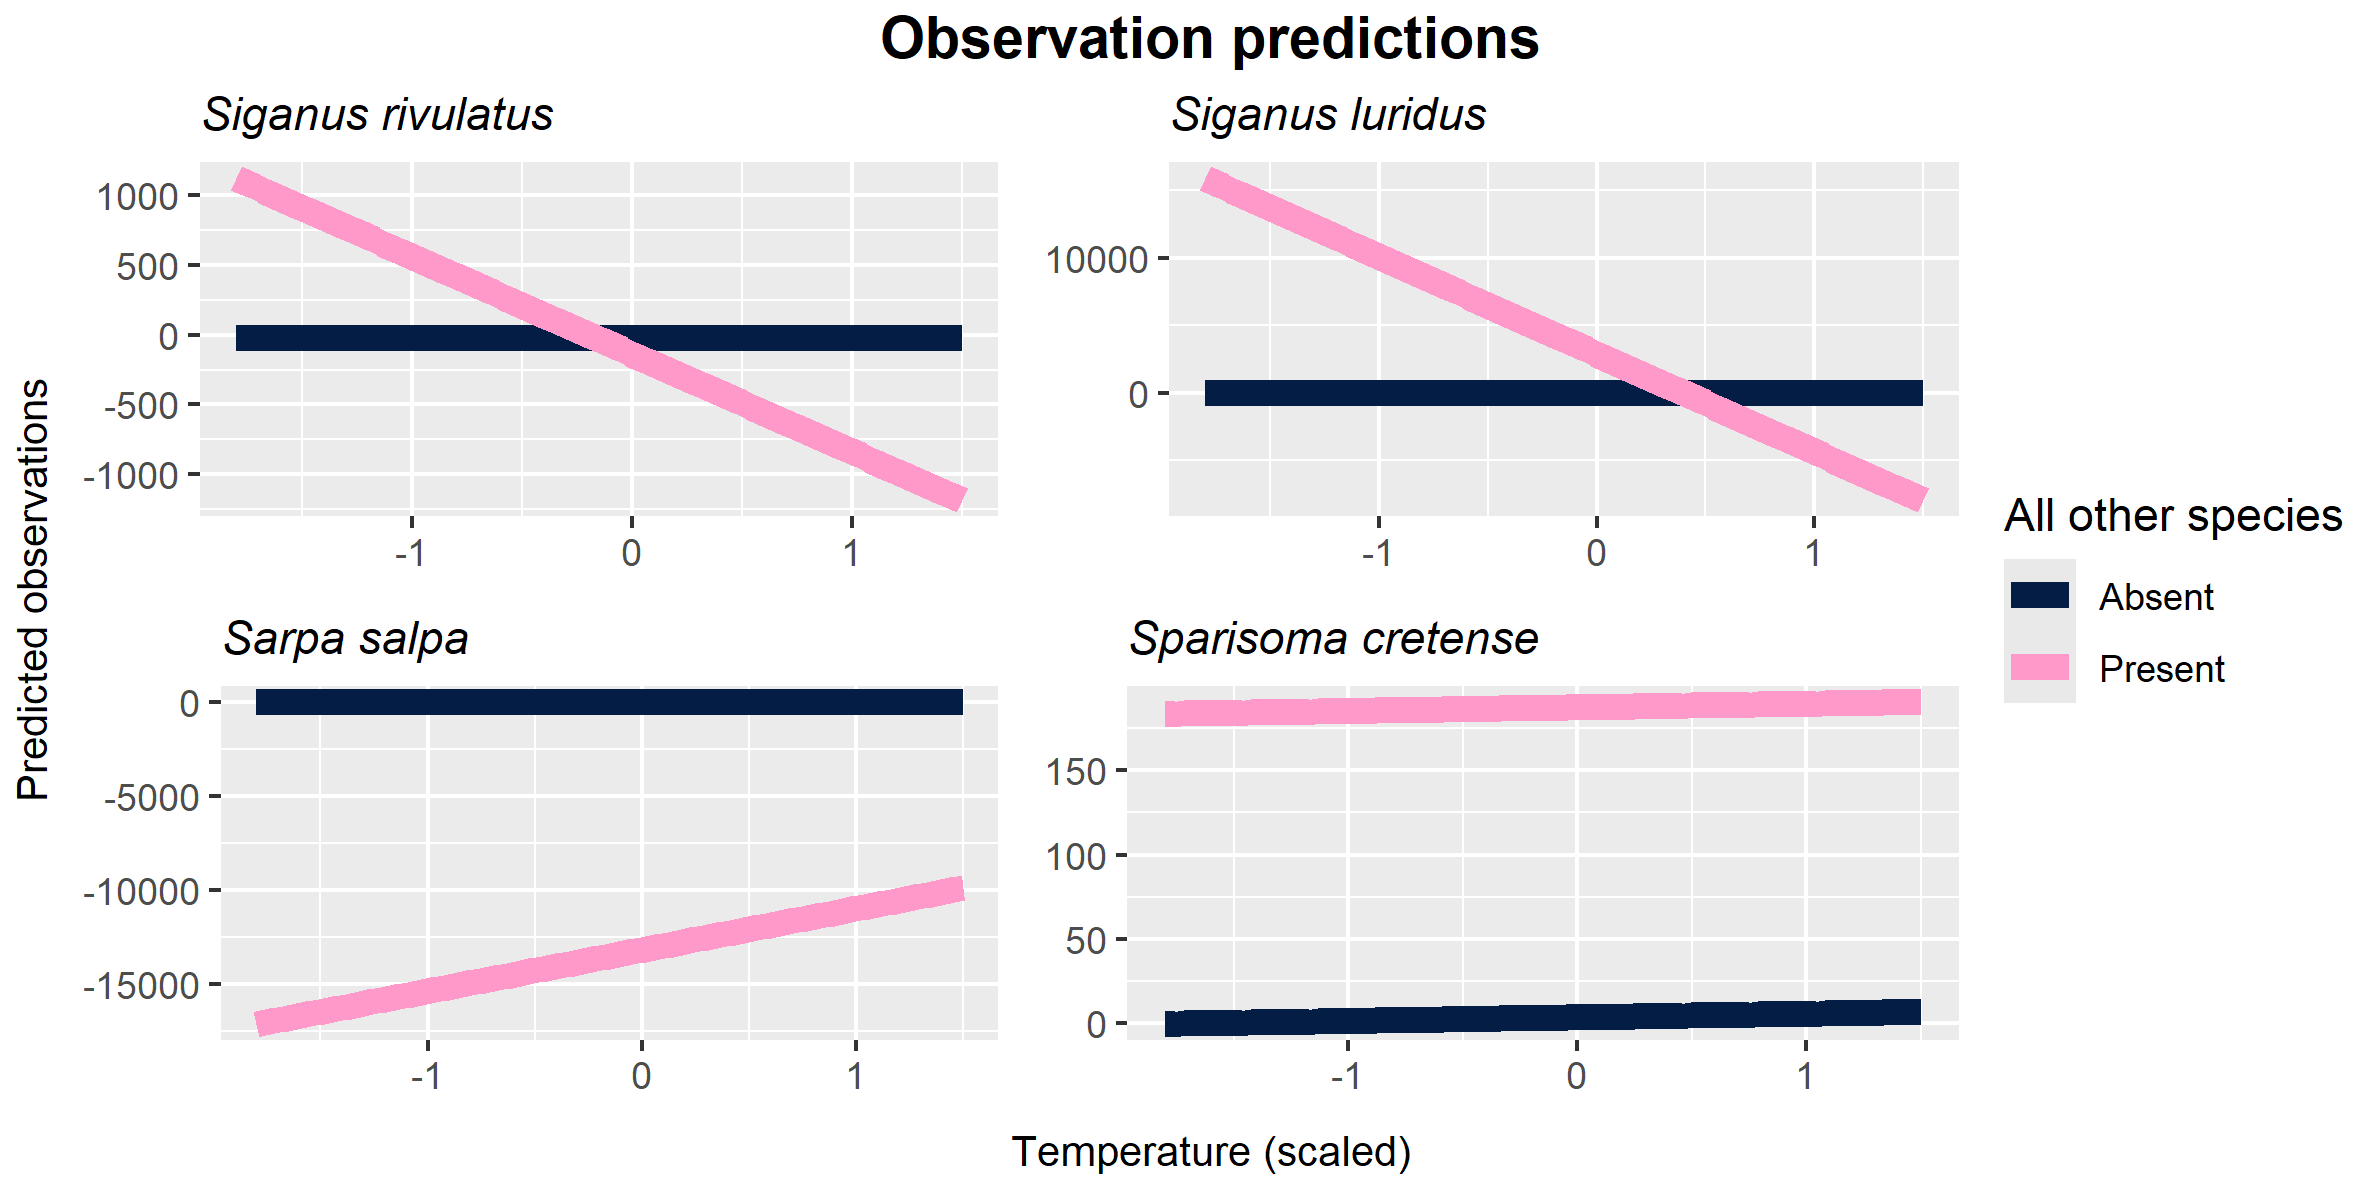 Observation predictions
Siganus rivulatus
1000
500
0
-500
-1000
-1 0 1
Siganus luridus
10000
0
-1 0 1
Sarpa salpa
0
-5000
-10000
-15000
-1 0 1
Sparisoma cretense
150
100
50
0
-1 0 1
Predicted observations
Temperature (scaled)
All other species
Absent
Present